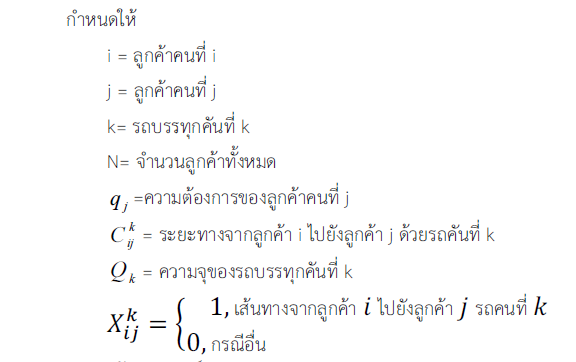 กำหนดให้
i = ลูกค้าคนที่ i
j = ลูกค้าคนที่ j
k= รถบรรทุกคันที่ k
N= จำนวนลูกค้าทั้งหมด
q_j =ความต้องการของลูกค้าคนที่ j
C_{ij}^{k} = ระยะทางจากลูกค้า i ไปยังลูกค้า j ด้วยรถคันที่ k
Q_k = ความจุของรถบรรทุกคันที่ k
X_{ij}^{k} = { 1, เส้นทางจากลูกค้า i ไปยังลูกค้า j รถคนที่ k
0, กรณีอื่น